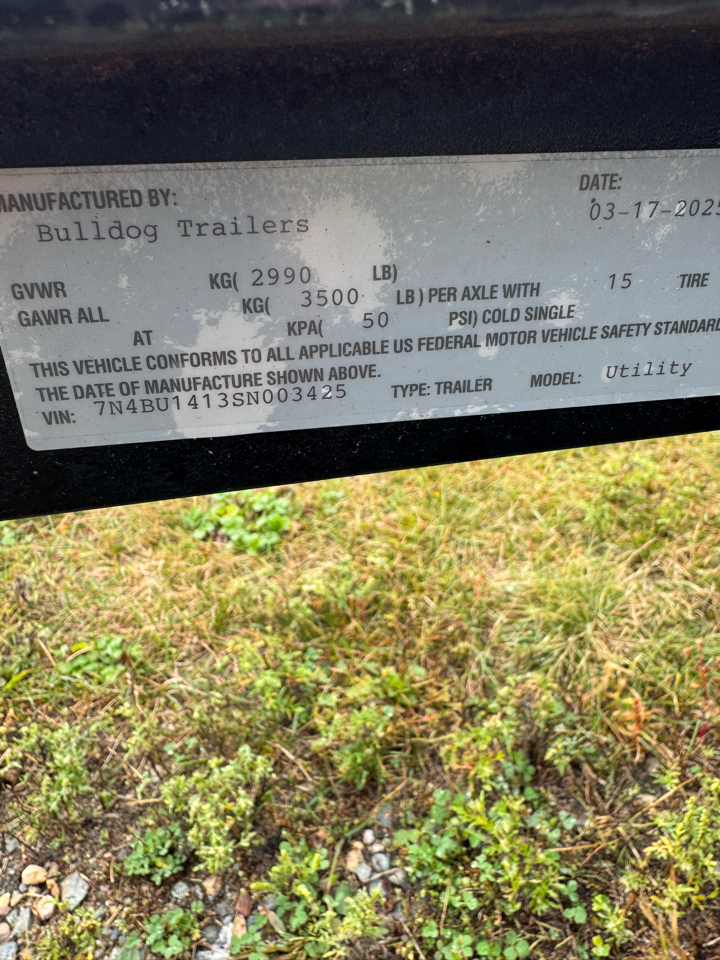 MANUFACTURED BY: DATE:
Bulldog Trailers 03-17-2025
GVWR KG( 2990 LB)
GAWR ALL KG( 3500 LB ) PER AXLE WITH 15 TIRE
AT KPA( 50 PSI) COLD SINGLE
THIS VEHICLE CONFORMS TO ALL APPLICABLE US FEDERAL MOTOR VEHICLE SAFETY STANDARD
THE DATE OF MANUFACTURE SHOWN ABOVE.
VIN: 7N4BU1413SN003425 TYPE: TRAILER MODEL: Utility